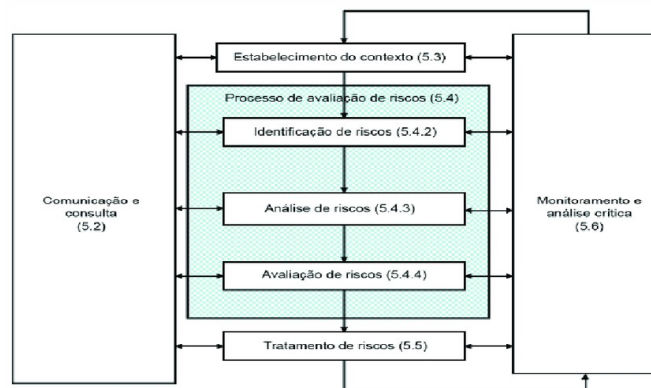 Estabelecimento do contexto (5.3)
Processo de avaliação de riscos (5.4)
Identificação de riscos (5.4.2)
Comunicação e
consulta
(5.2)
Análise de riscos (5.4.3)
Monitoramento e
análise crítica
(5.6)
Avaliação de riscos (5.4.4)
Tratamento de riscos (5.5)